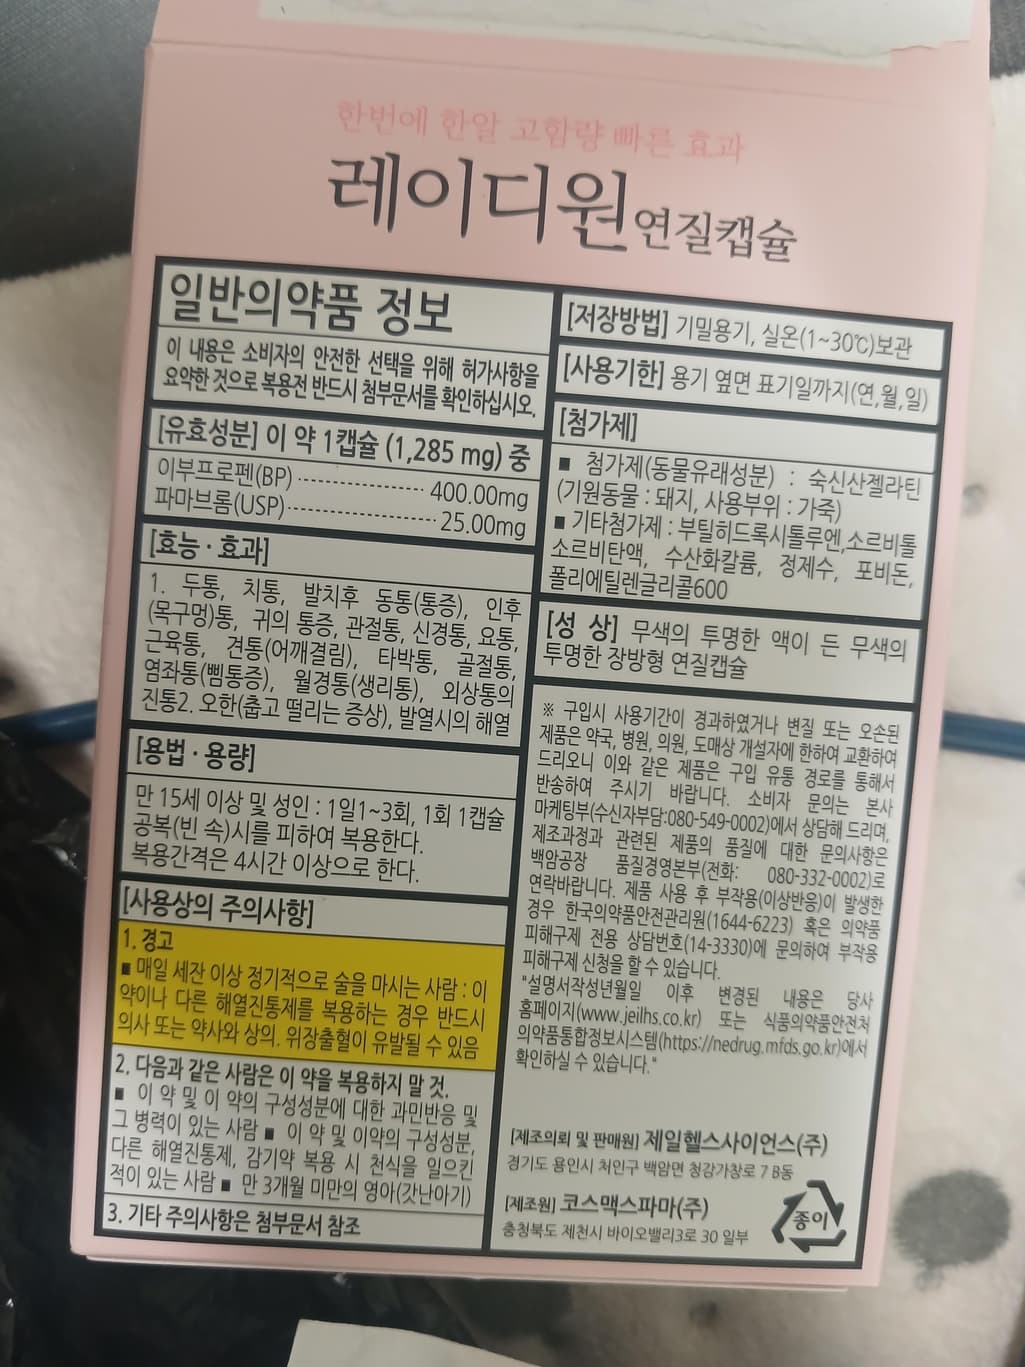 한번에 한알 고함량 빠른 효과
레이디원 연질캡슐
일반의약품 정보
이 내용은 소비자의 안전한 선택을 위해 허가사항을
요약한 것으로 복용전 반드시 첨부문서를 확인하십시오.
[유효성분] 이 약 1캡슐 (1,285 mg) 중
이부프로펜(BP) ---------------- 400.00mg
파마브롬(USP)------------------ 25.00mg
[효능·효과]
1. 두통, 치통, 발치후 동통(통증), 인후
(목구멍)통, 귀의 통증, 관절통, 신경통, 요통,
근육통, 견통(어깨결림), 타박통, 골절통,
염좌통(삠통증), 월경통(생리통), 외상통의
진통2. 오한(춥고 떨리는 증상), 발열시의 해열
[용법·용량]
만 15세 이상 및 성인 : 1일1~3회, 1회 1캡슐
공복(빈 속)시를 피하여 복용한다.
복용간격은 4시간 이상으로 한다.
[사용상의 주의사항]
1. 경고
■ 매일 세잔 이상 정기적으로 술을 마시는 사람 : 이
약이나 다른 해열진통제를 복용하는 경우 반드시
의사 또는 약사와 상의. 위장출혈이 유발될 수 있음
2. 다음과 같은 사람은 이 약을 복용하지 말 것.
■ 이 약 및 이 약의 구성성분에 대한 과민반응 및
그 병력이 있는 사람 ■ 이 약 및 이약의 구성성분,
다른 해열진통제, 감기약 복용 시 천식을 일으킨
적이 있는 사람 ■ 만 3개월 미만의 영아(갓난아기)
3. 기타 주의사항은 첨부문서 참조
[저장방법] 기밀용기, 실온(1~30℃)보관
[사용기한] 용기 옆면 표기일까지(연,월,일)
[첨가제]
■ 첨가제(동물유래성분) : 숙신산젤라틴
(기원동물 : 돼지, 사용부위 : 가죽)
■ 기타첨가제 : 부틸히드록시톨루엔,소르비톨
소르비탄액, 수산화칼륨, 정제수, 포비돈,
폴리에틸렌글리콜600
[성 상] 무색의 투명한 액이 든 무색의
투명한 장방형 연질캡슐
※ 구입시 사용기간이 경과하였거나 변질 또는 오손된
제품은 약국, 병원, 의원, 도매상 개설자에 한하여 교환하여
드리오니 이와 같은 제품은 구입 유통 경로를 통해서
반송하여 주시기 바랍니다. 소비자 문의는 본사
마케팅부(수신자부담:080-549-0002)에서 상담해 드리며,
제조과정과 관련된 제품의 품질에 대한 문의사항은
백암공장 품질경영본부(전화: 080-332-0002)로
연락바랍니다. 제품 사용 후 부작용(이상반응)이 발생한
경우 한국의약품안전관리원(1644-6223) 혹은 의약품
피해구제 전용 상담번호(14-3330)에 문의하여 부작용
피해구제 신청을 할 수 있습니다.
"설명서작성년월일 이후 변경된 내용은 당사
홈페이지(www.jeilhs.co.kr) 또는 식품의약품안전처
의약품통합정보시스템(https://nedrug.mfds.go.kr)에서
확인하실 수 있습니다."
[제조의뢰 및 판매원] 제일헬스사이언스(주)
경기도 용인시 처인구 백암면 청강가창로 7 B동
[제조원] 코스맥스파마(주)
충청북도 제천시 바이오밸리3로 30 일부
종이